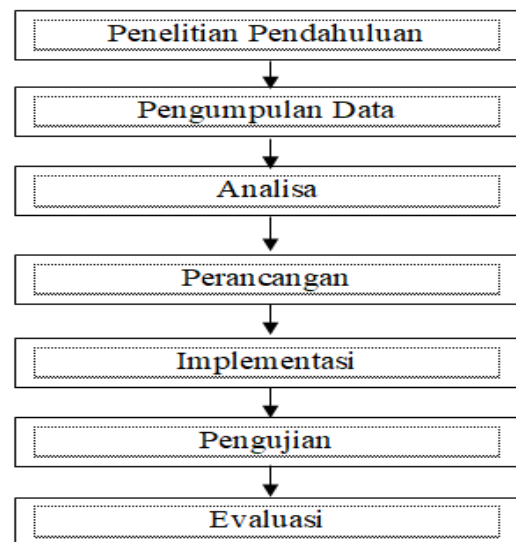 Penelitian Pendahuluan
Pengumpulan Data
Analisa
Perancangan
Implementasi
Pengujian
Evaluasi